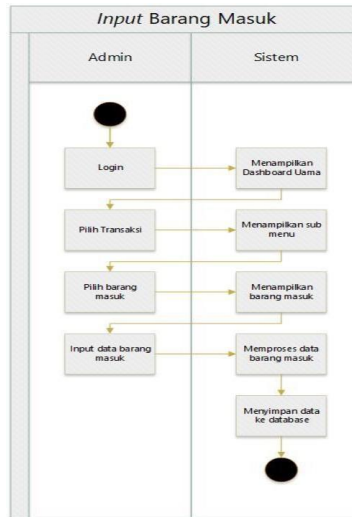 Input Barang Masuk
Admin
Sistem
Login
Menampilkan
Dashboard Uama
Pilih Transaksi
Menampilkan sub
menu
Pilih barang
masuk
Menampilkan
barang masuk
Input data barang
masuk
Memproses data
barang masuk
Menyimpan data
ke database